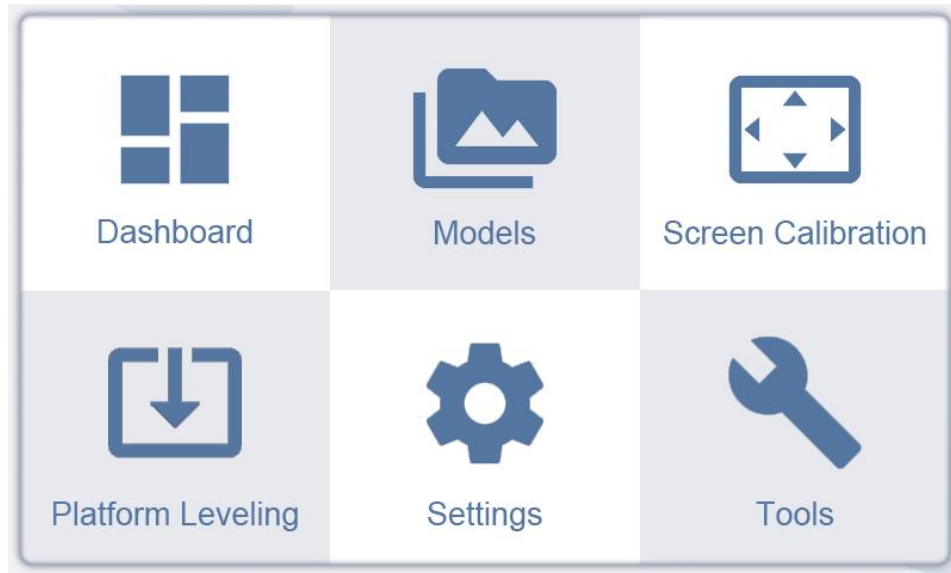 Dashboard
Models
Screen Calibration
Platform Leveling
Settings
Tools